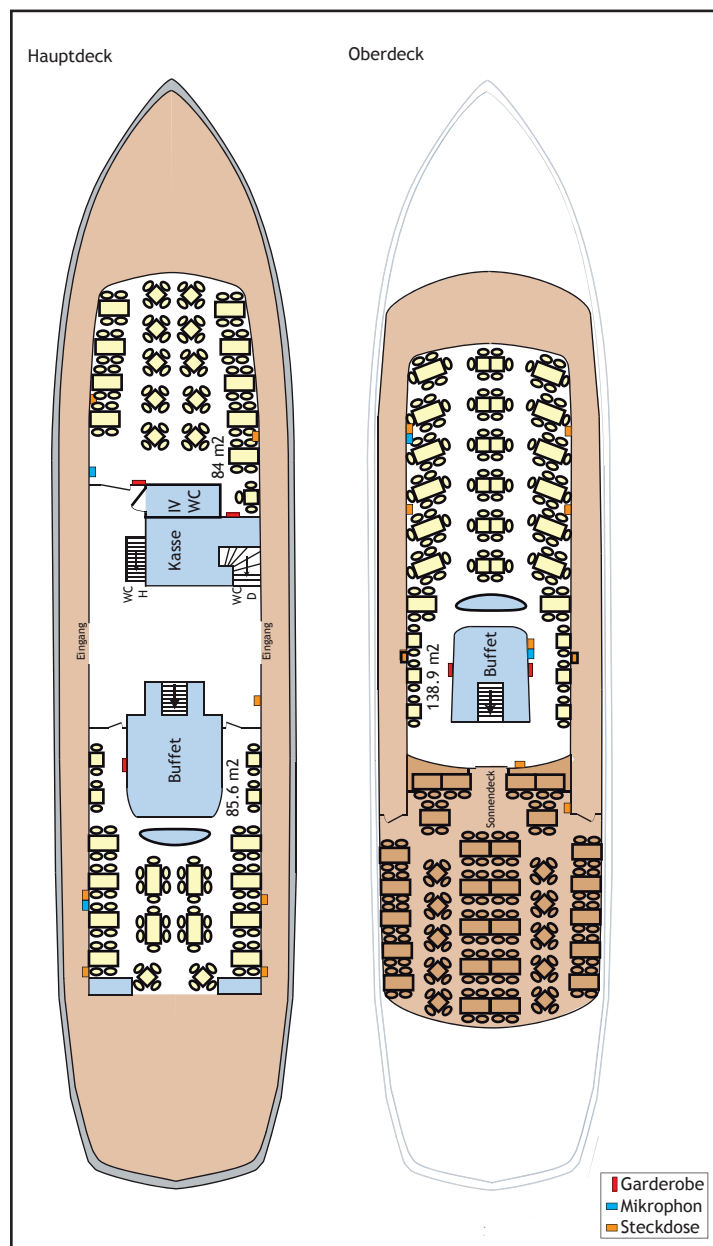 Hauptdeck
Oberdeck
84 m2
IV
WC
Kasse
WC
H
WC
D
Eingang
Eingang
Buffet
85.6 m2
138.9 m2
Buffet
Sonnendeck
Garderobe
Mikrophon
Steckdose